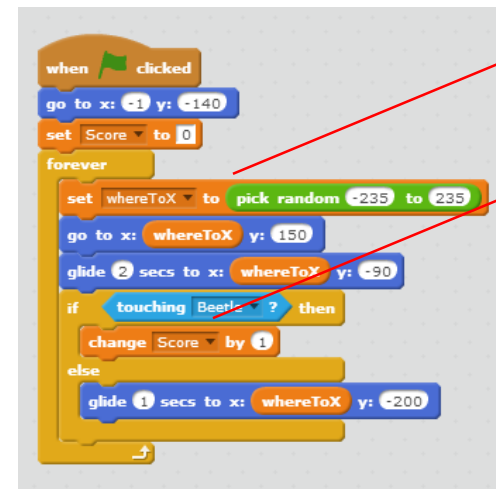 when clicked
go to x: -1 y: -140
set Score to 0
forever
set whereToX to pick random -235 to 235
go to x: whereToX y: 150
glide 2 secs to x: whereToX y: -90
if touching Beetle ? then
change Score by 1
else
glide 1 secs to x: whereToX y: -200